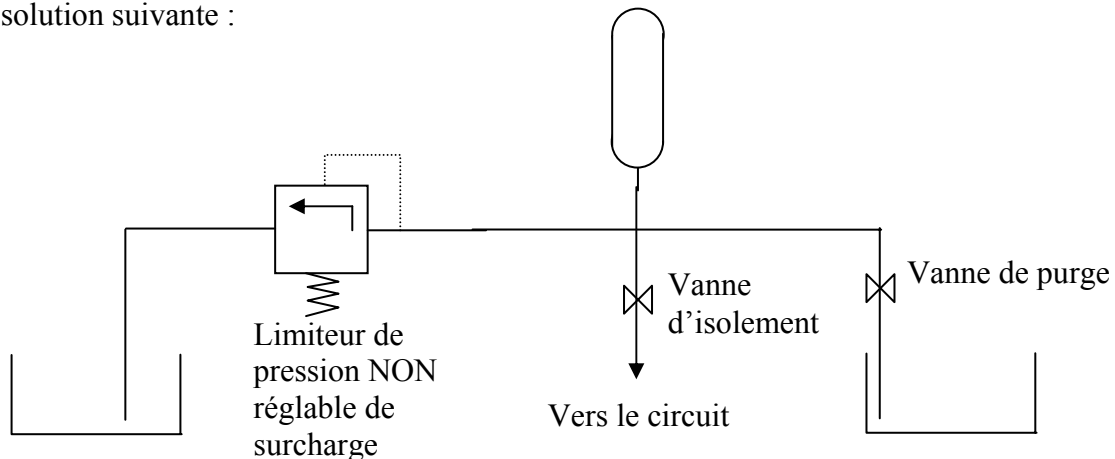 solution suivante :
Vanne de purge
Vanne
d’isolement
Limiteur de
pression NON
réglable de
surcharge
Vers le circuit